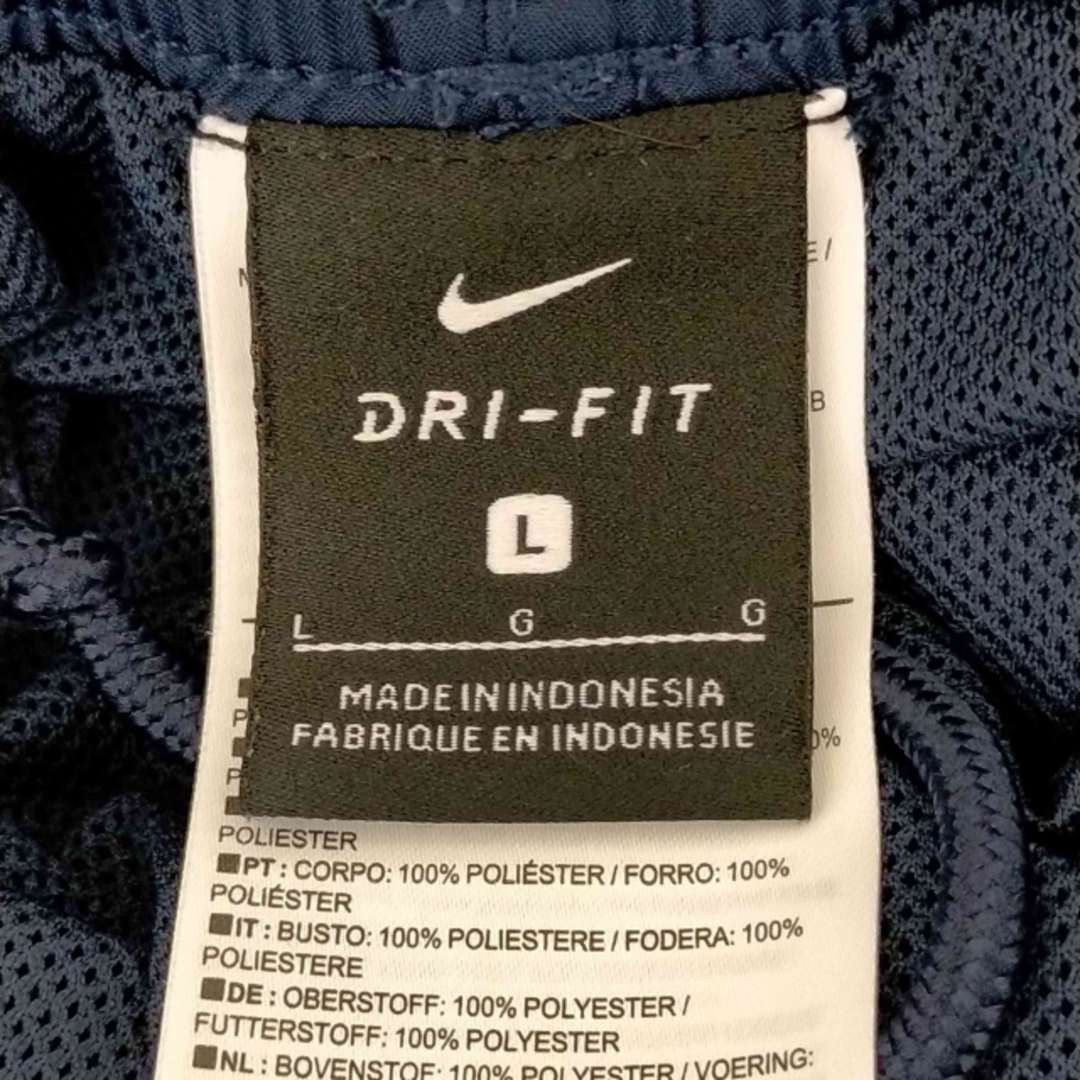 DRI-FIT
L
L G G
MADE IN INDONESIA
FABRIQUE EN INDONESIE
POLIESTER
PT : CORPO: 100% POLIÉSTER / FORRO: 100%
POLIÉSTER
IT : BUSTO: 100% POLIESTERE / FODERA: 100%
POLIESTERE
DE : OBERSTOFF: 100% POLYESTER /
FUTTERSTOFF: 100% POLYESTER
NL : BOVENSTOF: 100% POLYESTER / VOERING: